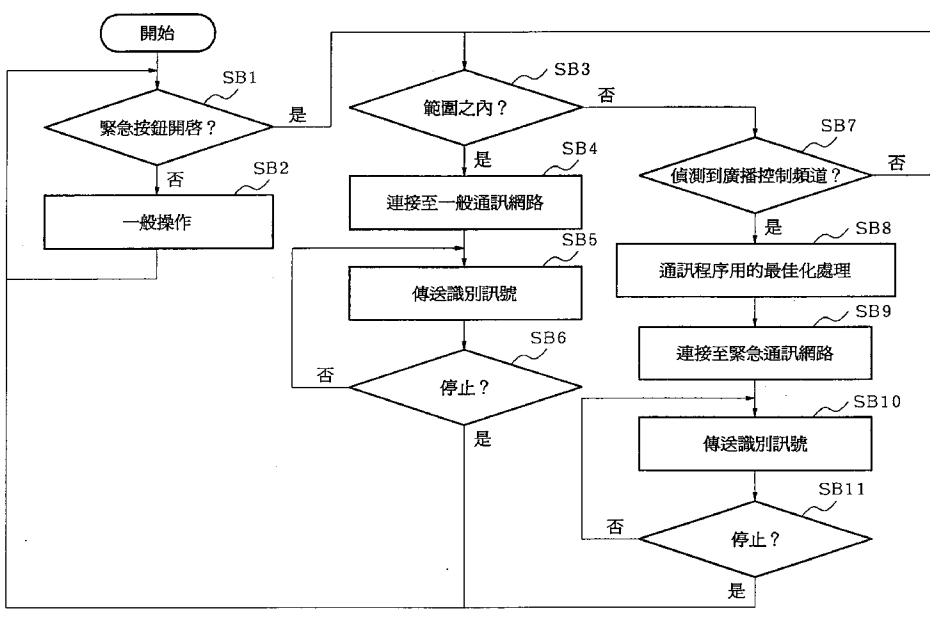 開始
SB1
緊急按鈕開啓？
是
否
SB2
一般操作
SB3
範圍之內？
否
是
SB4
連接至一般通訊網路
SB5
傳送識別訊號
SB6
停止？
否
是
SB7
偵測到廣播控制頻道？
否
是
SB8
通訊程序用的最佳化處理
SB9
連接至緊急通訊網路
SB10
傳送識別訊號
SB11
停止？
否
是